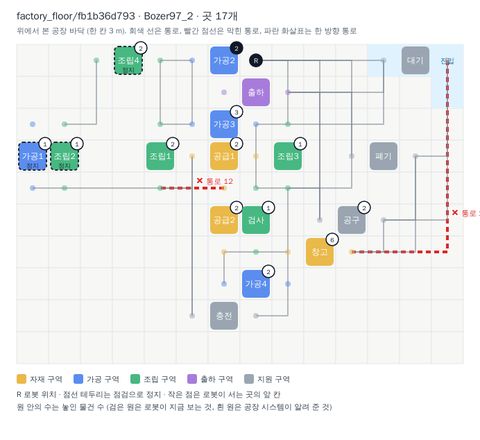 factory_floor/fb1b36d793 · Bozer97_2 · 곳 17개
위에서 본 공장 바닥 (한 칸 3 m). 회색 선은 통로, 빨간 점선은 막힌 통로, 파란 화살표는 한 방향 통로
조립4 2 정지
가공2 2
R
대기
진입
출하
가공3 3
가공1 1 정지
조립2 1 정지
조립1 2
공급1 2
조립3 1
폐기
✕ 통로 12
공급2 2
검사 1
공구 2
✕ 통로
창고 6
가공4 2
충전
자재 구역
가공 구역
조립 구역
출하 구역
지원 구역
R 로봇 위치 · 점선 테두리는 점검으로 정지 · 작은 점은 로봇이 서는 곳의 앞 칸
원 안의 수는 놓인 물건 수 (검은 원은 로봇이 지금 보는 것, 흰 원은 공장 시스템이 알려 준 것)